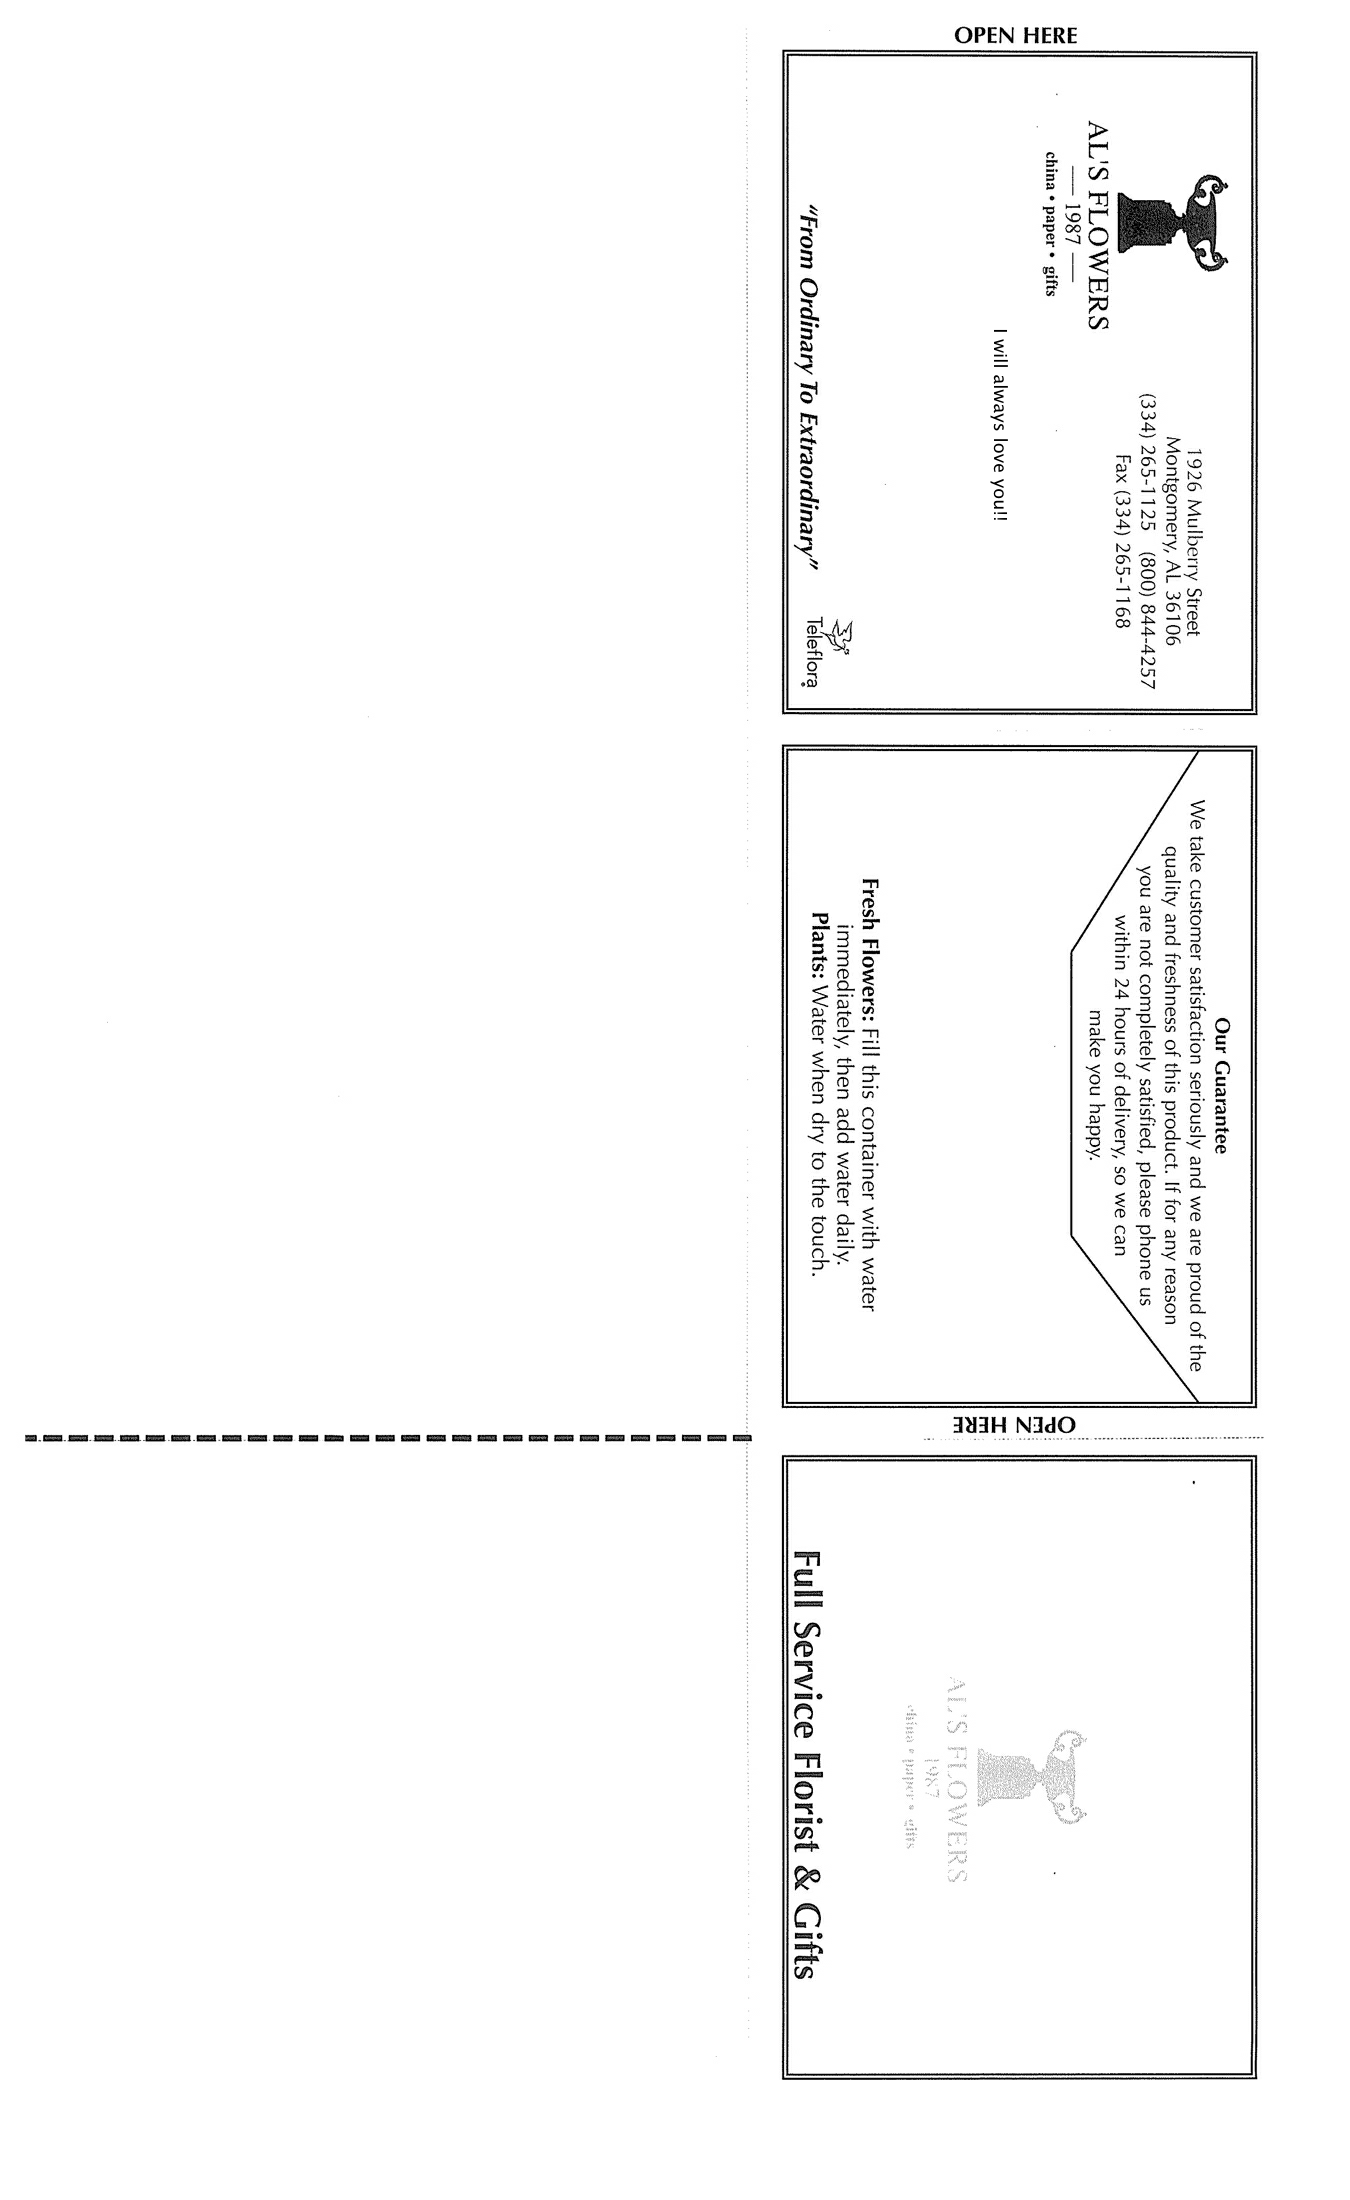 OPEN HERE
AL'S FLOWERS
1987
china • paper • gifts
1926 Mulberry Street
Montgomery, AL 36106
(334) 265-1125 (800) 844-4257
Fax (334) 265-1168
I will always love you!!
"From Ordinary To Extraordinary"
Teleflora
Our Guarantee
We take customer satisfaction seriously and we are proud of the
quality and freshness of this product. If for any reason
you are not completely satisfied, please phone us
within 24 hours of delivery, so we can
make you happy.
Fresh Flowers: Fill this container with water
immediately, then add water daily.
Plants: Water when dry to the touch.
OPEN HERE
AL'S FLOWERS
1987
china • paper • gifts
Full Service Florist & Gifts